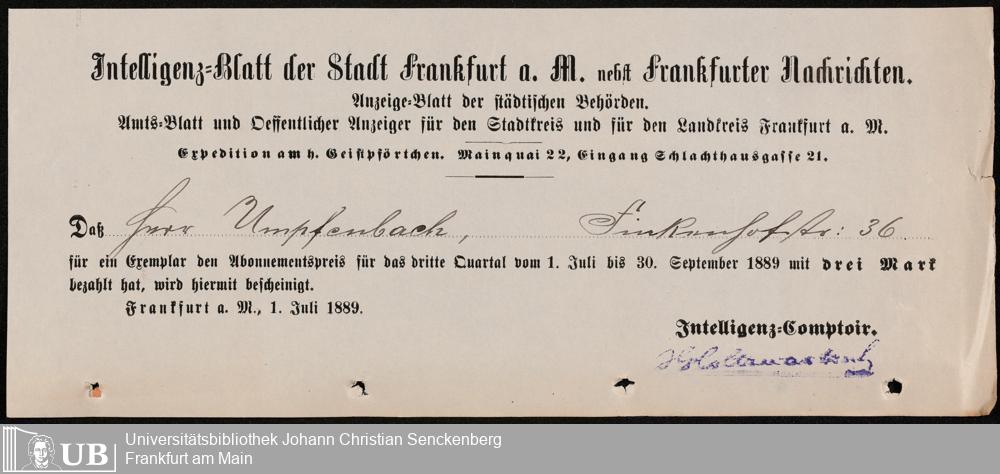 Intelligenz=Blatt der Stadt Frankfurt a. M. nebst Frankfurter Nachrichten.
Anzeige=Blatt der städtischen Behörden.
Amts=Blatt und Oeffentlicher Anzeiger für den Stadtkreis und für den Landkreis Frankfurt a. M.
Expedition am h. Geistpförtchen. Mainquai 22, Eingang Schlachthausgasse 21.
Daß Herr Umpfenbach, Finkenhofstr: 36
für ein Exemplar den Abonnementspreis für das dritte Quartal vom 1. Juli bis 30. September 1889 mit drei Mark
bezahlt hat, wird hiermit bescheinigt.
Frankfurt a. M., 1. Juli 1889.
Intelligenz=Comptoir.
UB
Universitätsbibliothek Johann Christian Senckenberg
Frankfurt am Main